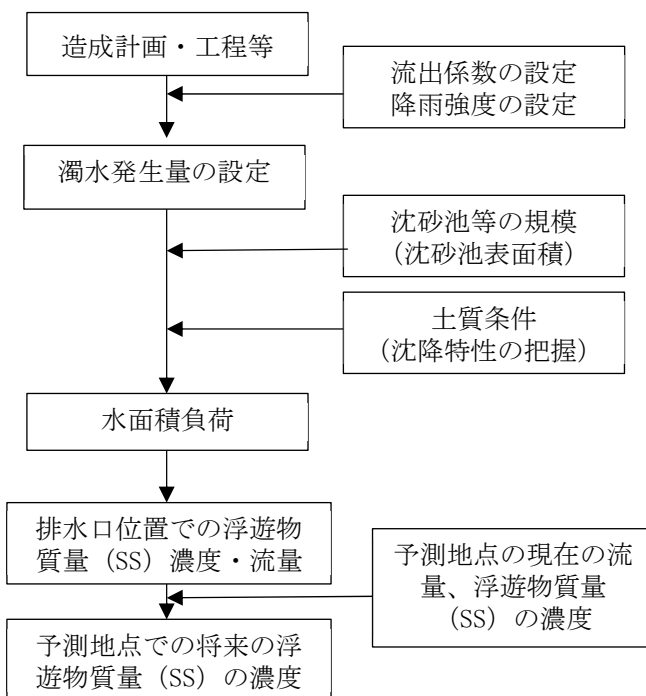 造成計画・工程等
流出係数の設定
降雨強度の設定
濁水発生量の設定
沈砂池等の規模
(沈砂池表面積)
土質条件
(沈降特性の把握)
水面積負荷
排水口位置での浮遊物
質量（SS）濃度・流量
予測地点の現在の流
量、浮遊物質量
（SS）の濃度
予測地点での将来の浮
遊物質量（SS）の濃度